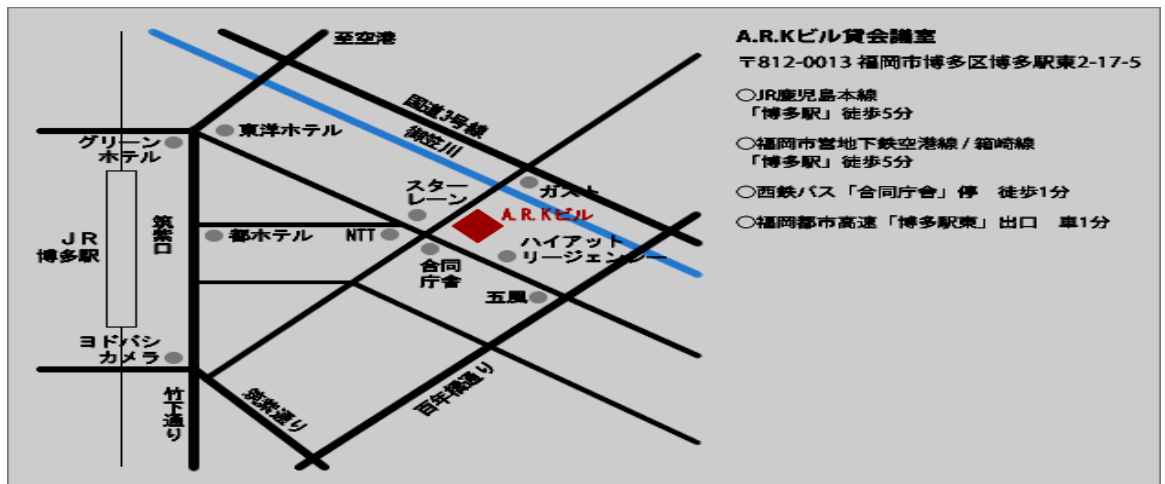 至空港
国道3号線
御笠川
東洋ホテル
グリーン
ホテル
スター
レーン
ガスト
A.R.Kビル
筑紫口
都ホテル
NTT
ハイアット
リージェンシー
JR
博多駅
合同
庁舎
五風
ヨドバシ
カメラ
竹下通り
筑紫通り
百年橋通り
A.R.Kビル貸会議室
〒812-0013 福岡市博多区博多駅東2-17-5
○JR鹿児島本線
「博多駅」徒歩5分
○福岡市営地下鉄空港線 / 箱崎線
「博多駅」徒歩5分
○西鉄バス「合同庁舎」停　徒歩1分
○福岡都市高速「博多駅東」出口　車1分